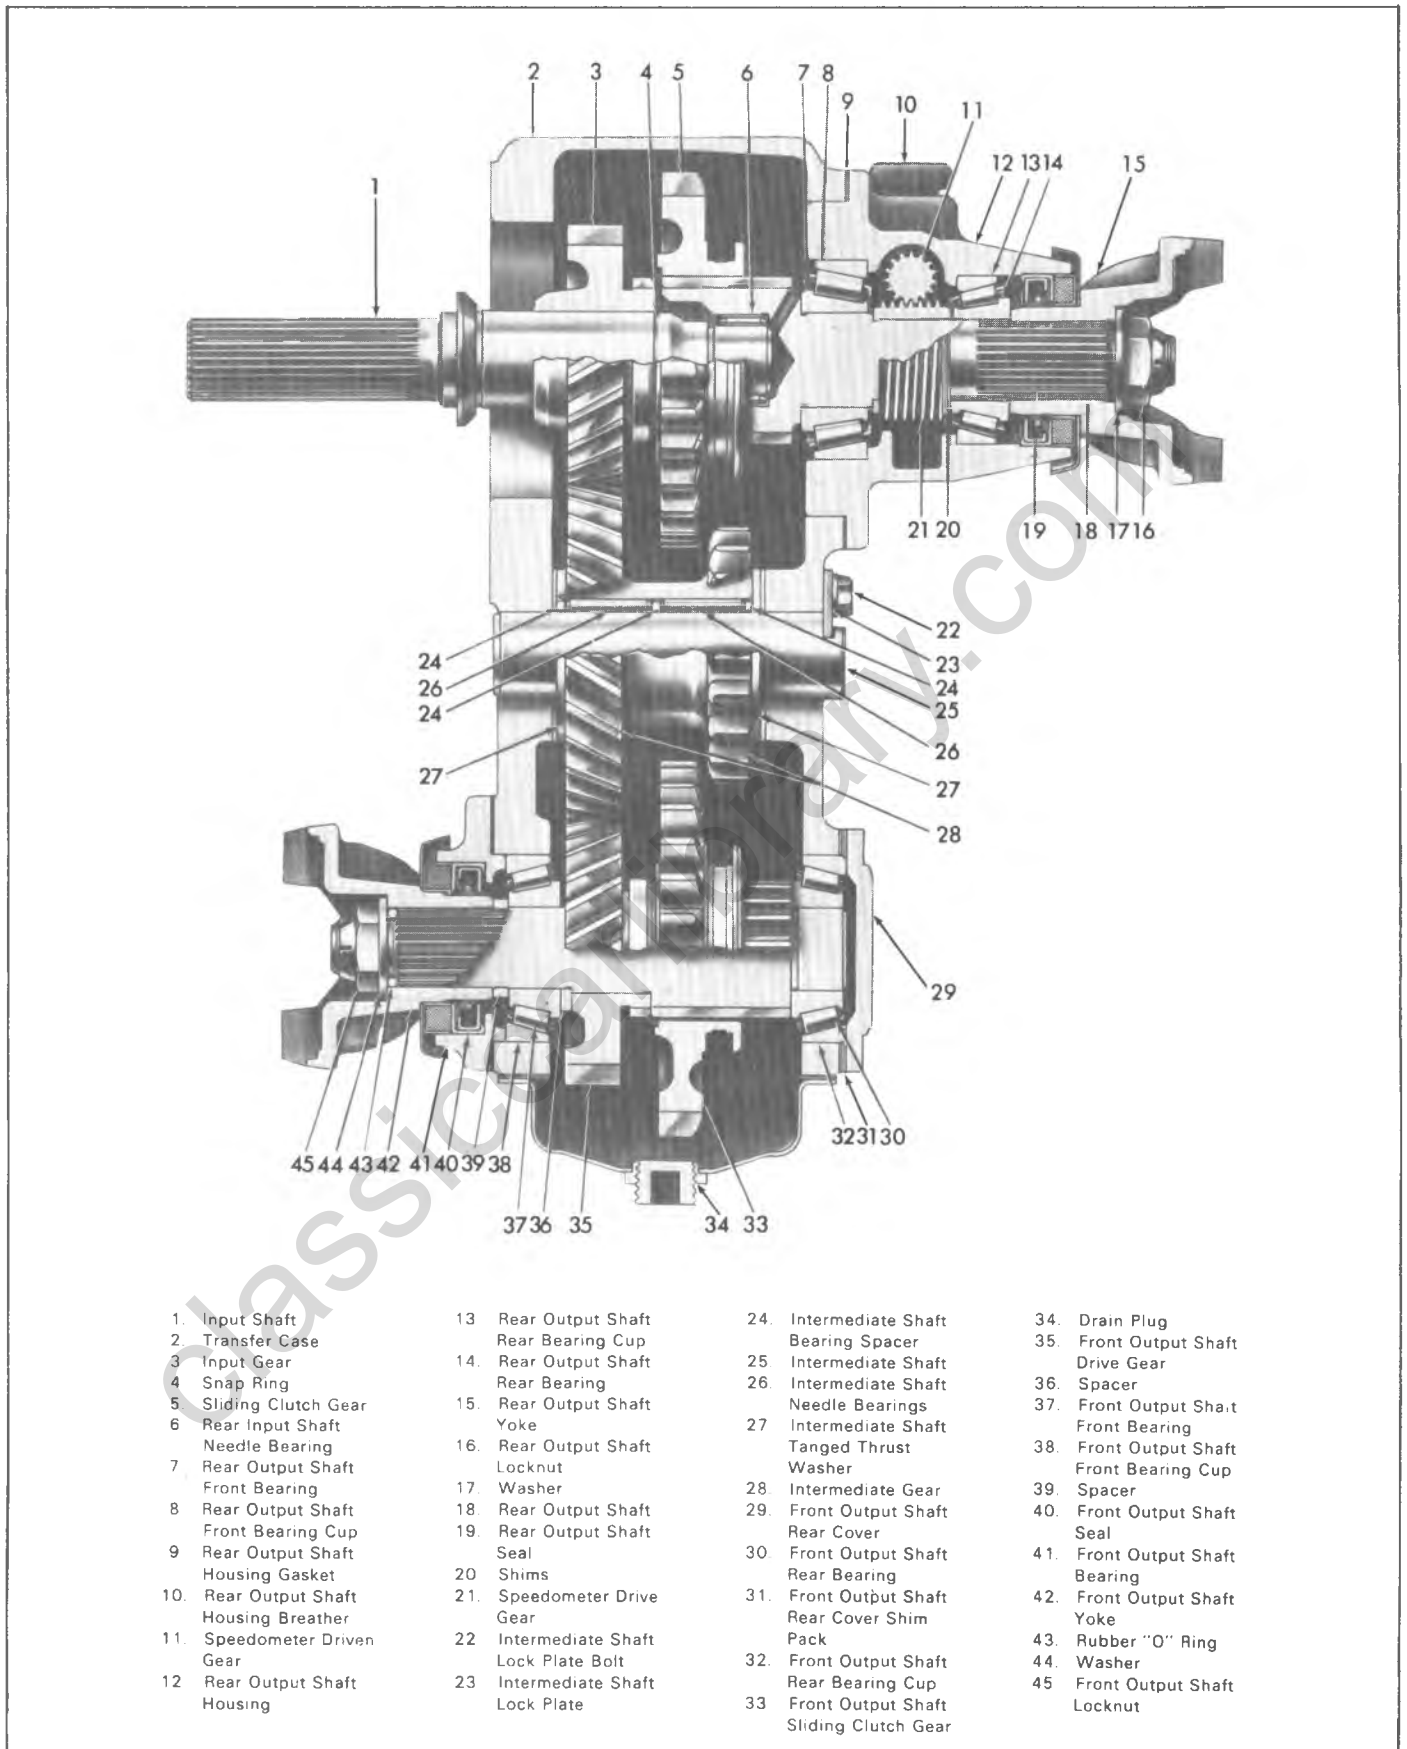 2 3 4 5 6 7 8
9 10
11
1
12 13 14 15
21 20 19 18 17 16
22
24 23
26 24
24 25
26
27 27
28
29
32 31 30
45 44 43 42 41 40 39 38
37 36 35 34 33
classiccarlibrary.com
1. Input Shaft
2. Transfer Case
3 Input Gear
4 Snap Ring
5. Sliding Clutch Gear
6 Rear Input Shaft
Needle Bearing
7 Rear Output Shaft
Front Bearing
8 Rear Output Shaft
Front Bearing Cup
9 Rear Output Shaft
Housing Gasket
10. Rear Output Shaft
Housing Breather
11. Speedometer Driven
Gear
12 Rear Output Shaft
Housing
13 Rear Output Shaft
Rear Bearing Cup
14. Rear Output Shaft
Rear Bearing
15. Rear Output Shaft
Yoke
16. Rear Output Shaft
Locknut
17. Washer
18. Rear Output Shaft
19. Rear Output Shaft
Seal
20 Shims
21. Speedometer Drive
Gear
22 Intermediate Shaft
Lock Plate Bolt
23 Intermediate Shaft
Lock Plate
24. Intermediate Shaft
Bearing Spacer
25. Intermediate Shaft
26. Intermediate Shaft
Needle Bearings
27 Intermediate Shaft
Tanged Thrust
Washer
28. Intermediate Gear
29. Front Output Shaft
Rear Cover
30. Front Output Shaft
Rear Bearing
31. Front Output Shaft
Rear Cover Shim
Pack
32. Front Output Shaft
Rear Bearing Cup
33 Front Output Shaft
Sliding Clutch Gear
34. Drain Plug
35. Front Output Shaft
Drive Gear
36. Spacer
37. Front Output Shaft
Front Bearing
38. Front Output Shaft
Front Bearing Cup
39. Spacer
40. Front Output Shaft
Seal
41. Front Output Shaft
Bearing
42. Front Output Shaft
Yoke
43. Rubber "O" Ring
44. Washer
45 Front Output Shaft
Locknut